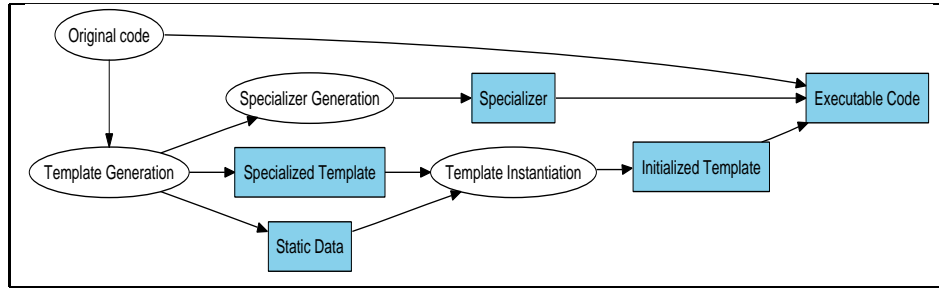 Original code
Specializer Generation
Specializer
Executable Code
Template Generation
Specialized Template
Template Instantiation
Initialized Template
Static Data